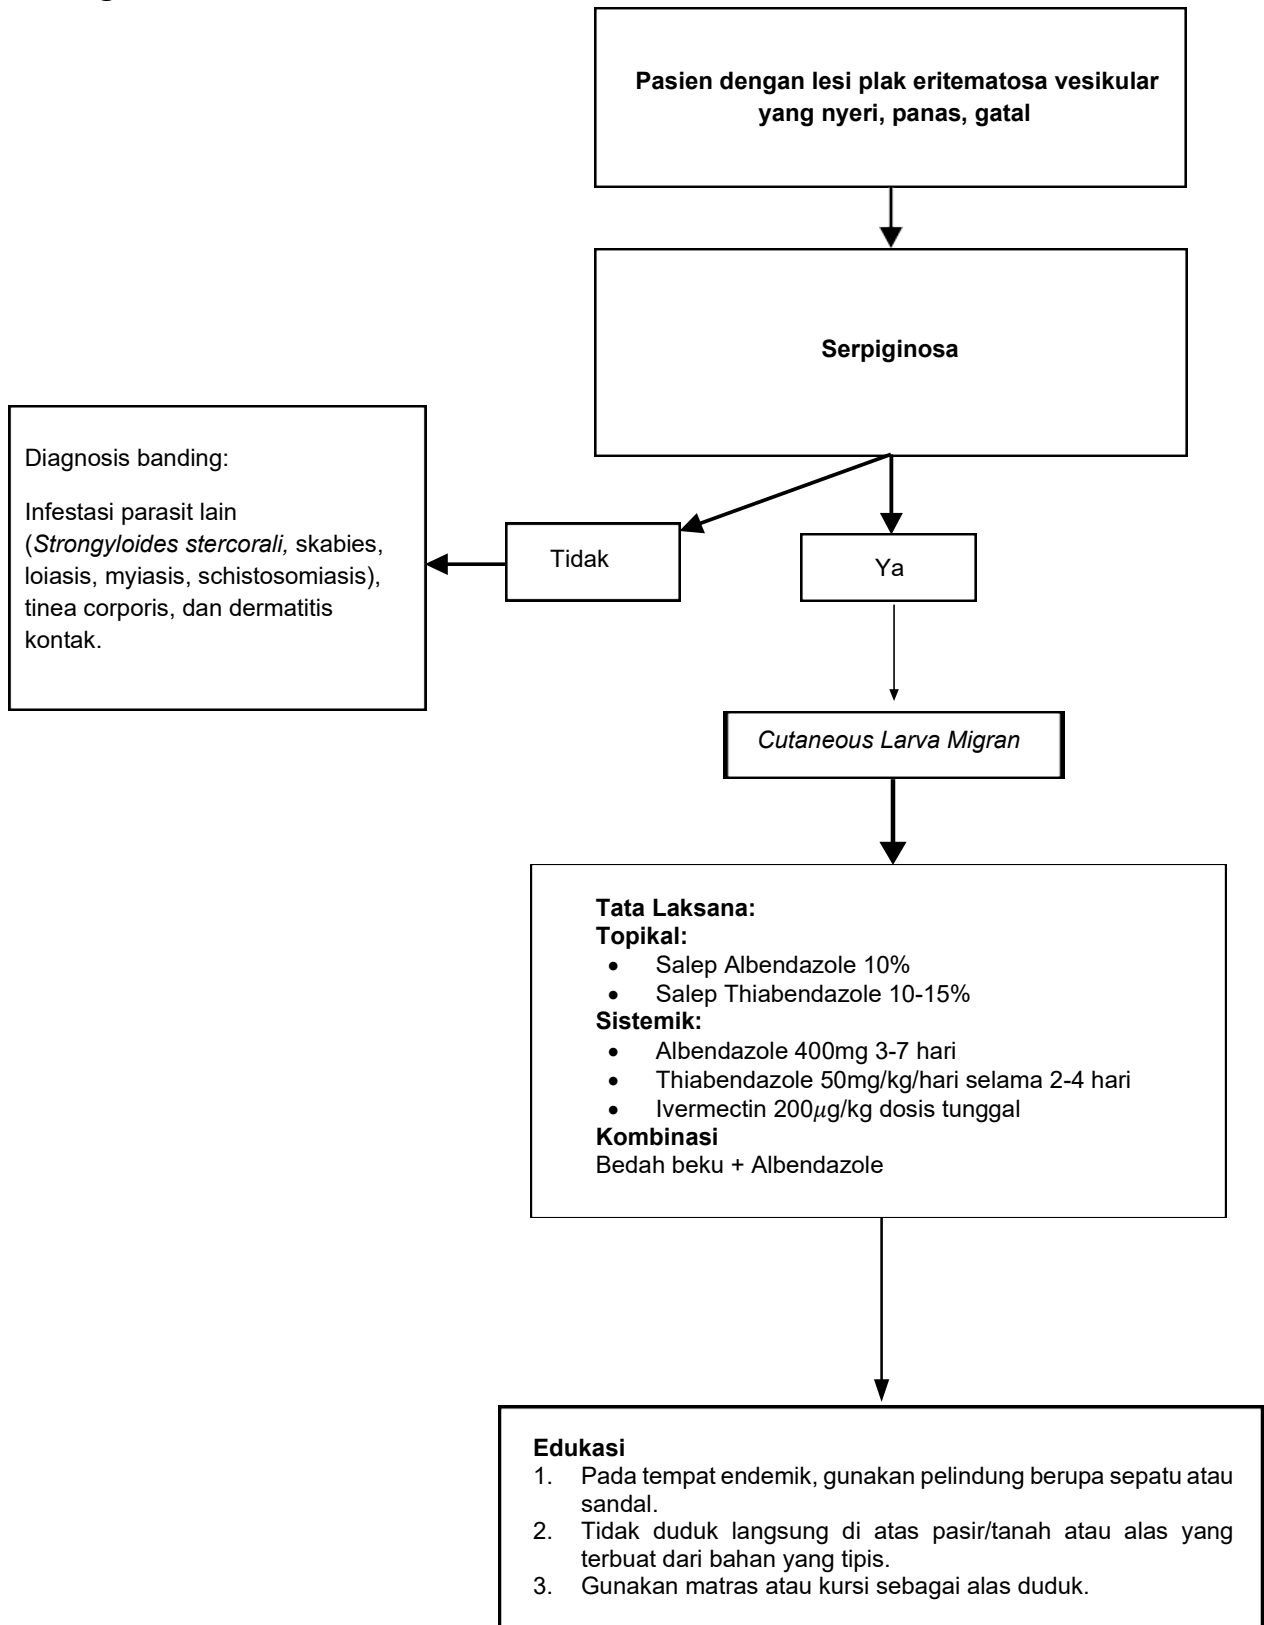 Pasien dengan lesi plak eritematosa vesikular
yang nyeri, panas, gatal
Serpiginosa
Diagnosis banding:
Infestasi parasit lain
(Strongyloides stercorali, skabies,
loiasis, myiasis, schistosomiasis),
tinea corporis, dan dermatitis
kontak.
Tidak
Ya
Cutaneous Larva Migran
Tata Laksana:
Topikal:
• Salep Albendazole 10%
• Salep Thiabendazole 10-15%
Sistemik:
• Albendazole 400mg 3-7 hari
• Thiabendazole 50mg/kg/hari selama 2-4 hari
• Ivermectin 200μg/kg dosis tunggal
Kombinasi
Bedah beku + Albendazole
Edukasi
1. Pada tempat endemik, gunakan pelindung berupa sepatu atau
sandal.
2. Tidak duduk langsung di atas pasir/tanah atau alas yang
terbuat dari bahan yang tipis.
3. Gunakan matras atau kursi sebagai alas duduk.